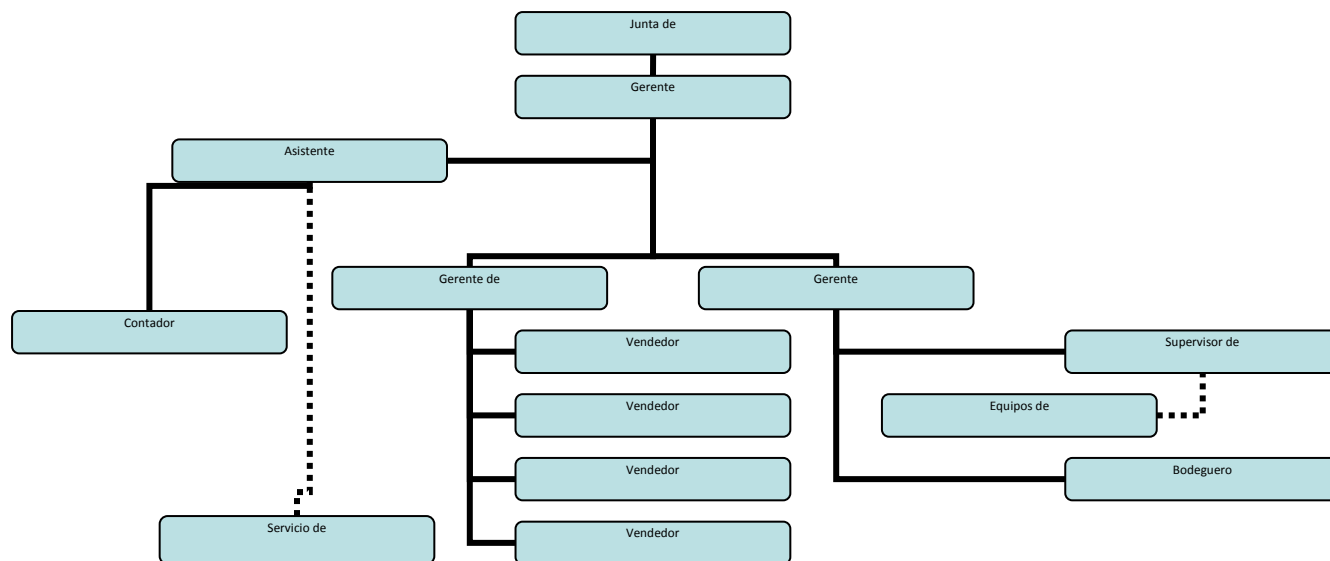 Junta de
Gerente
Asistente
Gerente de
Gerente
Contador
Vendedor
Supervisor de
Vendedor
Equipos de
Vendedor
Bodeguero
Servicio de
Vendedor